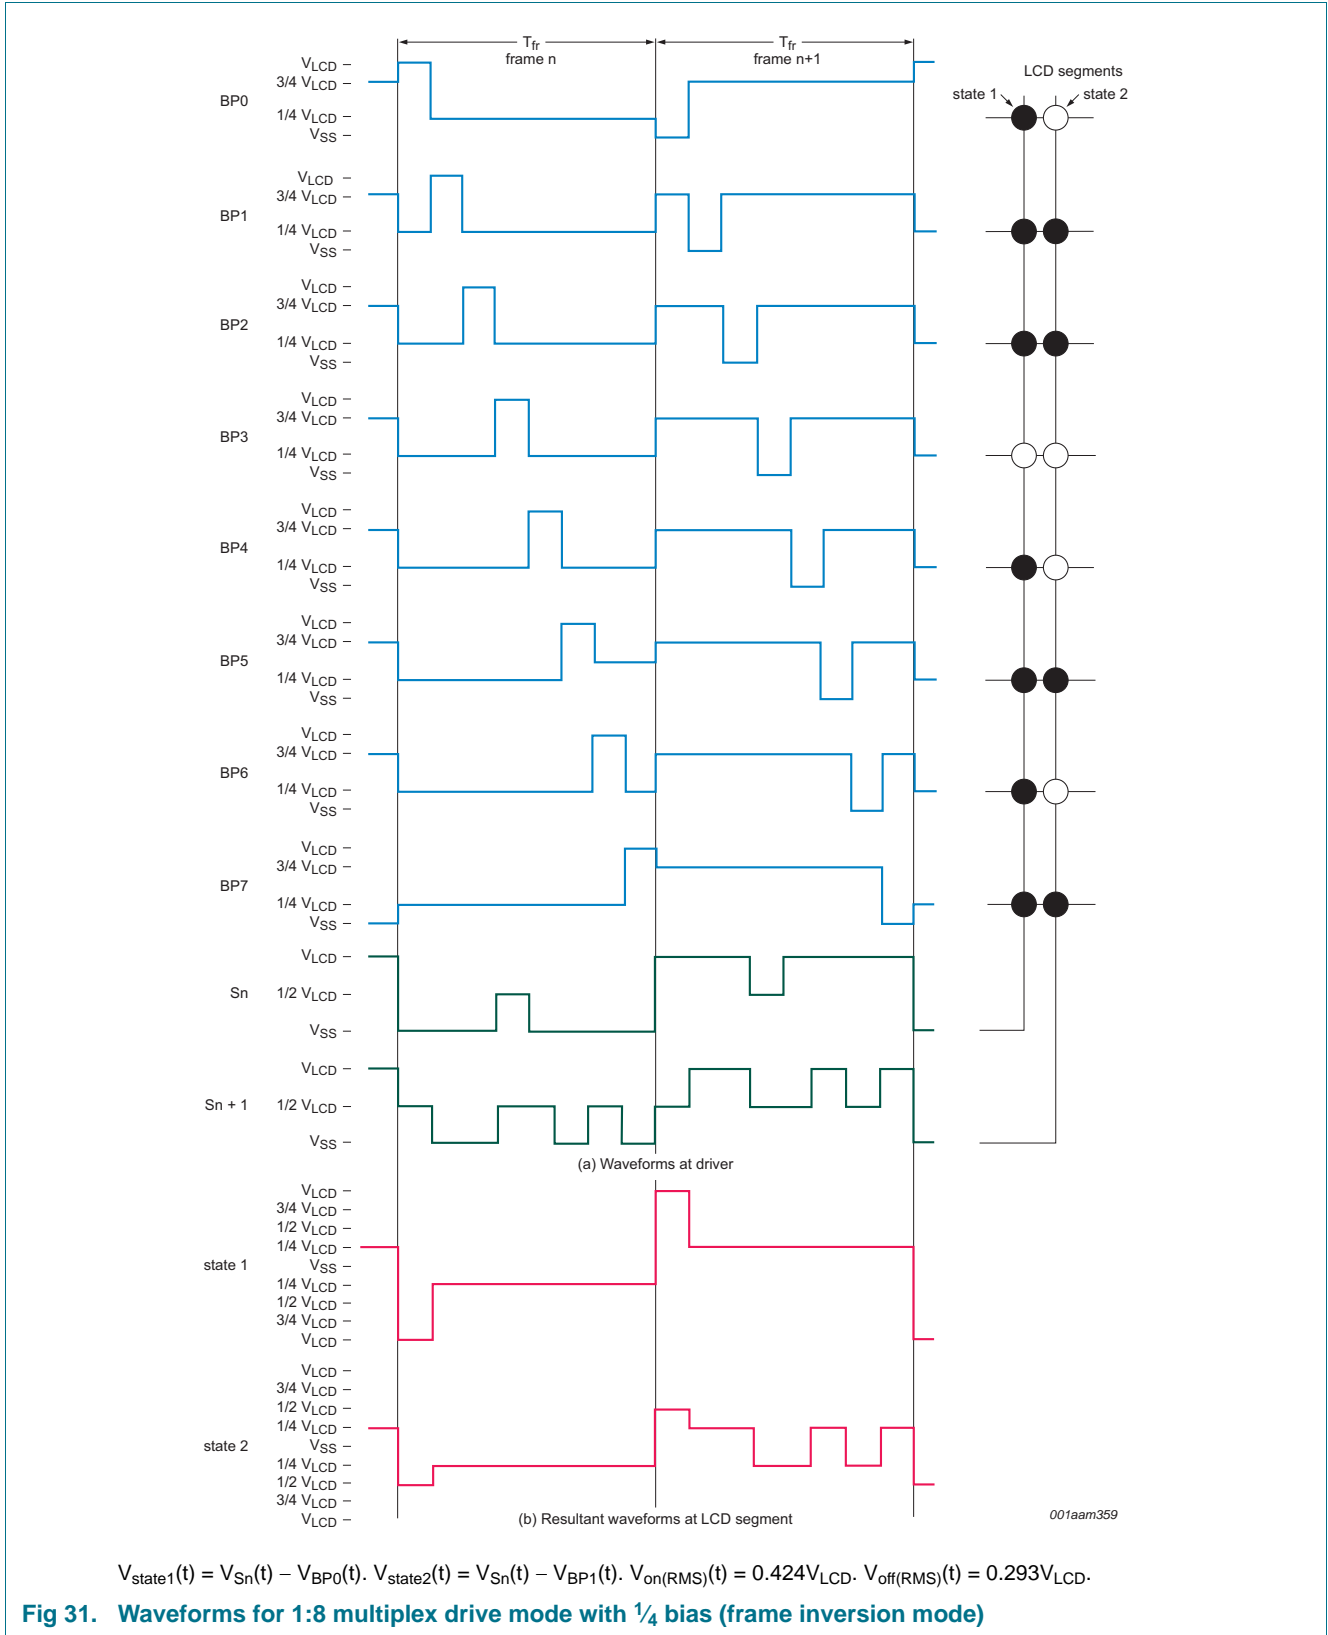 Tfr Tfr
frame n frame n+1
VLCD
3/4 VLCD
BP0
1/4 VLCD
VSS
LCD segments
state 1 state 2
VLCD
3/4 VLCD
BP1
1/4 VLCD
VSS
VLCD
3/4 VLCD
BP2
1/4 VLCD
VSS
VLCD
3/4 VLCD
BP3
1/4 VLCD
VSS
VLCD
3/4 VLCD
BP4
1/4 VLCD
VSS
VLCD
3/4 VLCD
BP5
1/4 VLCD
VSS
VLCD
3/4 VLCD
BP6
1/4 VLCD
VSS
VLCD
3/4 VLCD
BP7
1/4 VLCD
VSS
VLCD
Sn 1/2 VLCD
VSS
VLCD
Sn + 1 1/2 VLCD
VSS
(a) Waveforms at driver
VLCD
3/4 VLCD
1/2 VLCD
1/4 VLCD
state 1 VSS
1/4 VLCD
1/2 VLCD
3/4 VLCD
VLCD
VLCD
3/4 VLCD
1/2 VLCD
1/4 VLCD
state 2 VSS
1/4 VLCD
1/2 VLCD
3/4 VLCD
VLCD
(b) Resultant waveforms at LCD segment
001aam359
Vstate1(t) = VSn(t) − VBP0(t). Vstate2(t) = VSn(t) − VBP1(t). Von(RMS)(t) = 0.424VLCD. Voff(RMS)(t) = 0.293VLCD.
Fig 31. Waveforms for 1:8 multiplex drive mode with 1⁄4 bias (frame inversion mode)